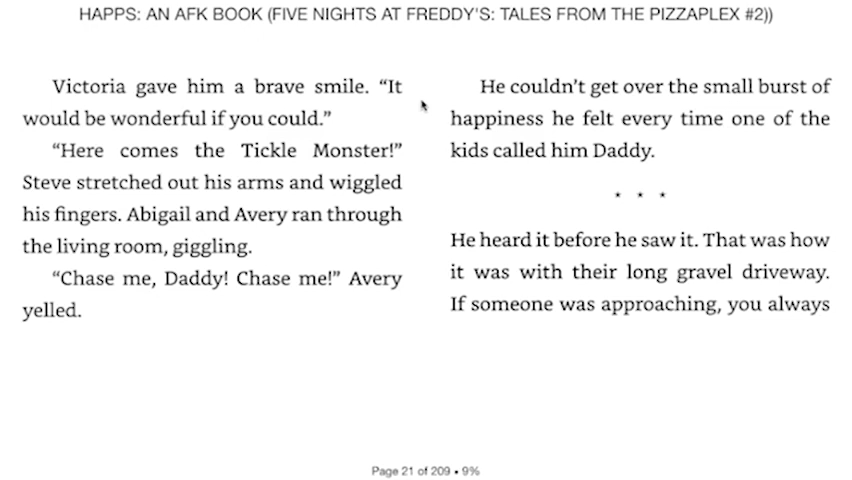 HAPPS: AN AFK BOOK (FIVE NIGHTS AT FREDDY'S: TALES FROM THE PIZZAPLEX #2))
Victoria gave him a brave smile. “It
would be wonderful if you could.”
“Here comes the Tickle Monster!”
Steve stretched out his arms and wiggled
his fingers. Abigail and Avery ran through
the living room, giggling.
“Chase me, Daddy! Chase me!” Avery
yelled.
He couldn’t get over the small burst of
happiness he felt every time one of the
kids called him Daddy.
* * *
He heard it before he saw it. That was how
it was with their long gravel driveway.
If someone was approaching, you always
Page 21 of 209 • 9%